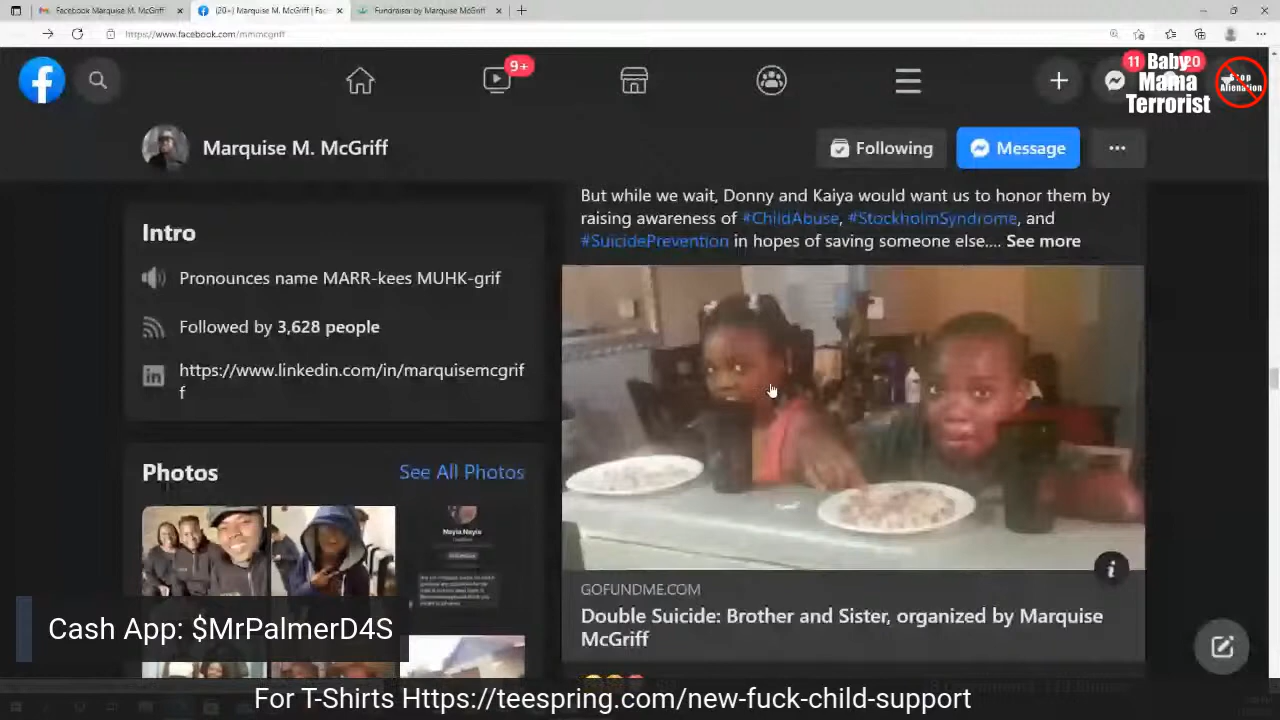 Facebook Marquise M. McGriff
(20+) Marquise M. McGriff | Fac
Fundraiser by Marquise McGriff
https://www.facebook.com/mmmcgriff
9+
11
20
Baby
Mama
Terrorist
Stop
Alienation
Marquise M. McGriff
Following
Message
But while we wait, Donny and Kaiya would want us to honor them by
raising awareness of #ChildAbuse, #StockholmSyndrome, and
#SuicidePrevention in hopes of saving someone else.... See more
Intro
Pronounces name MARR-kees MUHK-grif
Followed by 3,628 people
https://www.linkedin.com/in/marquisemcgrif
f
Photos
See All Photos
Nayla Nayis
GOFUNDME.COM
Double Suicide: Brother and Sister, organized by Marquise
McGriff
Cash App: $MrPalmerD4S
For T-Shirts Https://teespring.com/new-fuck-child-support